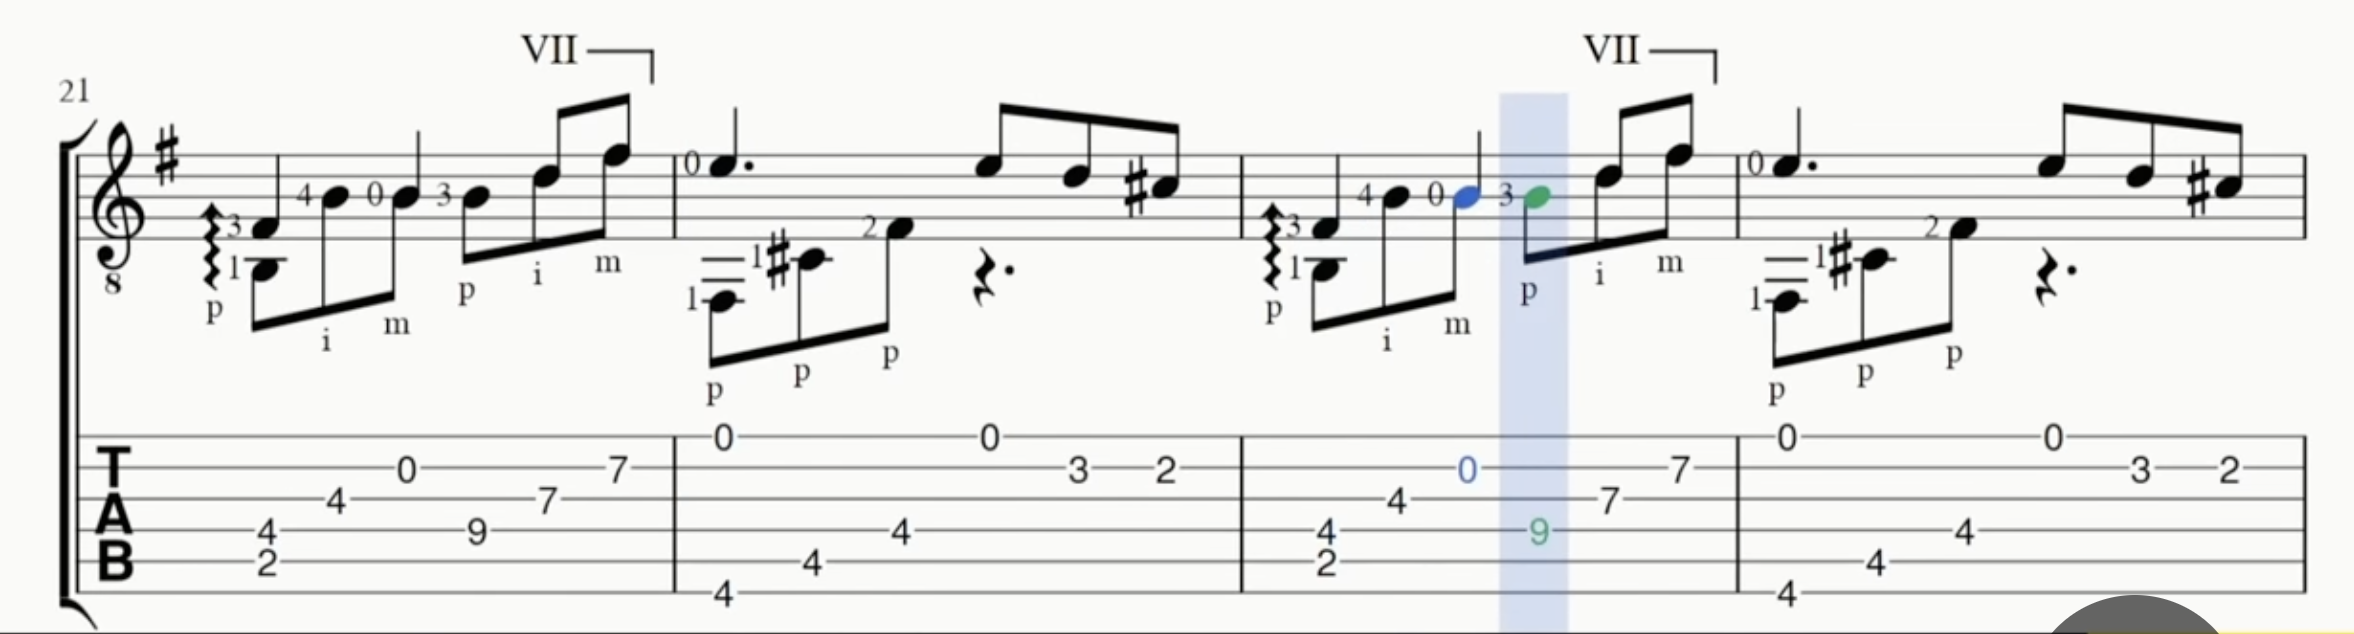 VII VII
21
3 4 0 3 0 1 2 3 4 0 3 0 1 2
1 1 1 1
8
p i m p i m p p p p i m p i m p p p
T A B
0 0 0 0
0 7 3 2 0 7 3 2
4 7 4 7
4 9 4 4 9 4
2 4 2 4
4 4